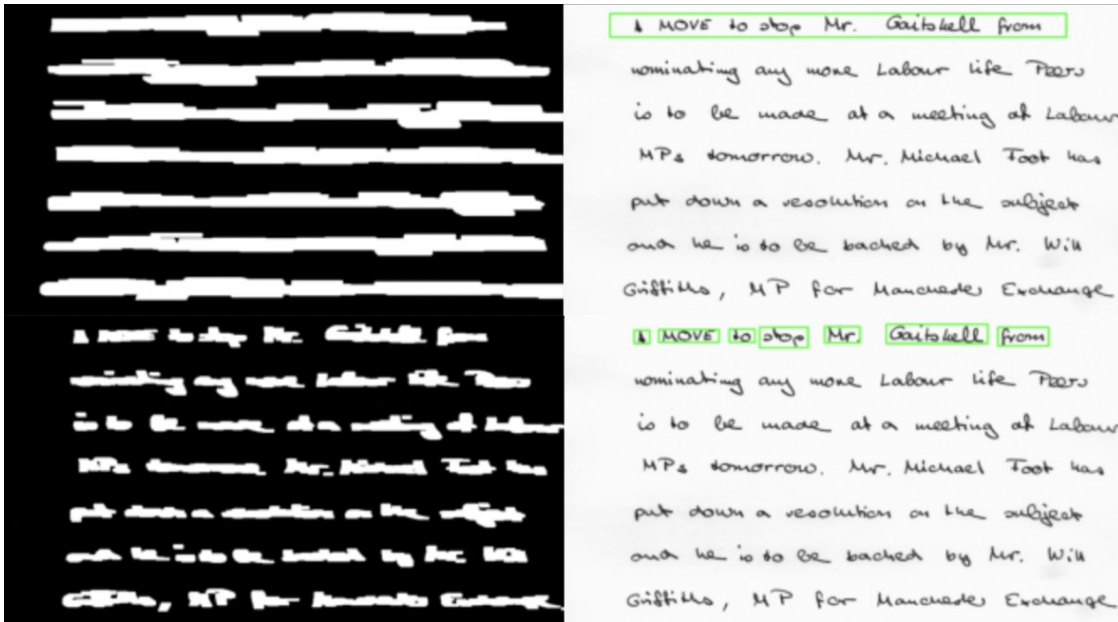 A MOVE to stop Mr. Gaitskell from
nominating any more Labour Life Peers
is to be made at a meeting of Labour
MPs tomorrow. Mr. Michael Foot has
put down a resolution on the subject
and he is to be backed by Mr. Will
Griffiths, MP for Manchester Exchange
A MOVE to stop Mr. Gaitskell from
nominating any more Labour Life Peers
is to be made at a meeting of Labour
MPs tomorrow. Mr. Michael Foot has
put down a resolution on the subject
and he is to be backed by Mr. Will
Griffiths, MP for Manchester Exchange